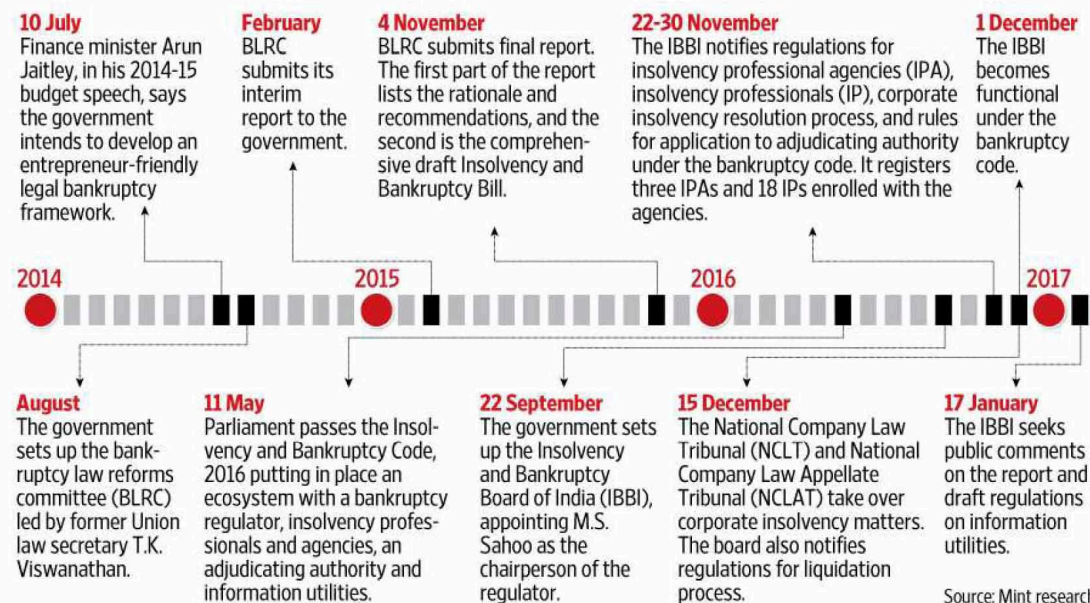 10 July
Finance minister Arun
Jaitley, in his 2014-15
budget speech, says
the government
intends to develop an
entrepreneur-friendly
legal bankruptcy
framework.
February
BLRC
submits its
interim
report to the
government.
4 November
BLRC submits final report.
The first part of the report
lists the rationale and
recommendations, and the
second is the comprehen-
sive draft Insolvency and
Bankruptcy Bill.
22-30 November
The IBBI notifies regulations for
insolvency professional agencies (IPA),
insolvency professionals (IP), corporate
insolvency resolution process, and rules
for application to adjudicating authority
under the bankruptcy code. It registers
three IPAs and 18 IPs enrolled with the
agencies.
1 December
The IBBI
becomes
functional
under the
bankruptcy
code.
2014
2015
2016
2017
August
The government
sets up the bank-
ruptcy law reforms
committee (BLRC)
led by former Union
law secretary T.K.
Viswanathan.
11 May
Parliament passes the Insol-
vency and Bankruptcy Code,
2016 putting in place an
ecosystem with a bankruptcy
regulator, insolvency profes-
sionals and agencies, an
adjudicating authority and
information utilities.
22 September
The government sets
up the Insolvency
and Bankruptcy
Board of India (IBBI),
appointing M.S.
Sahoo as the
chairperson of the
regulator.
15 December
The National Company Law
Tribunal (NCLT) and National
Company Law Appellate
Tribunal (NCLAT) take over
corporate insolvency matters.
The board also notifies
regulations for liquidation
process.
17 January
The IBBI seeks
public comments
on the report and
draft regulations
on information
utilities.
Source: Mint research